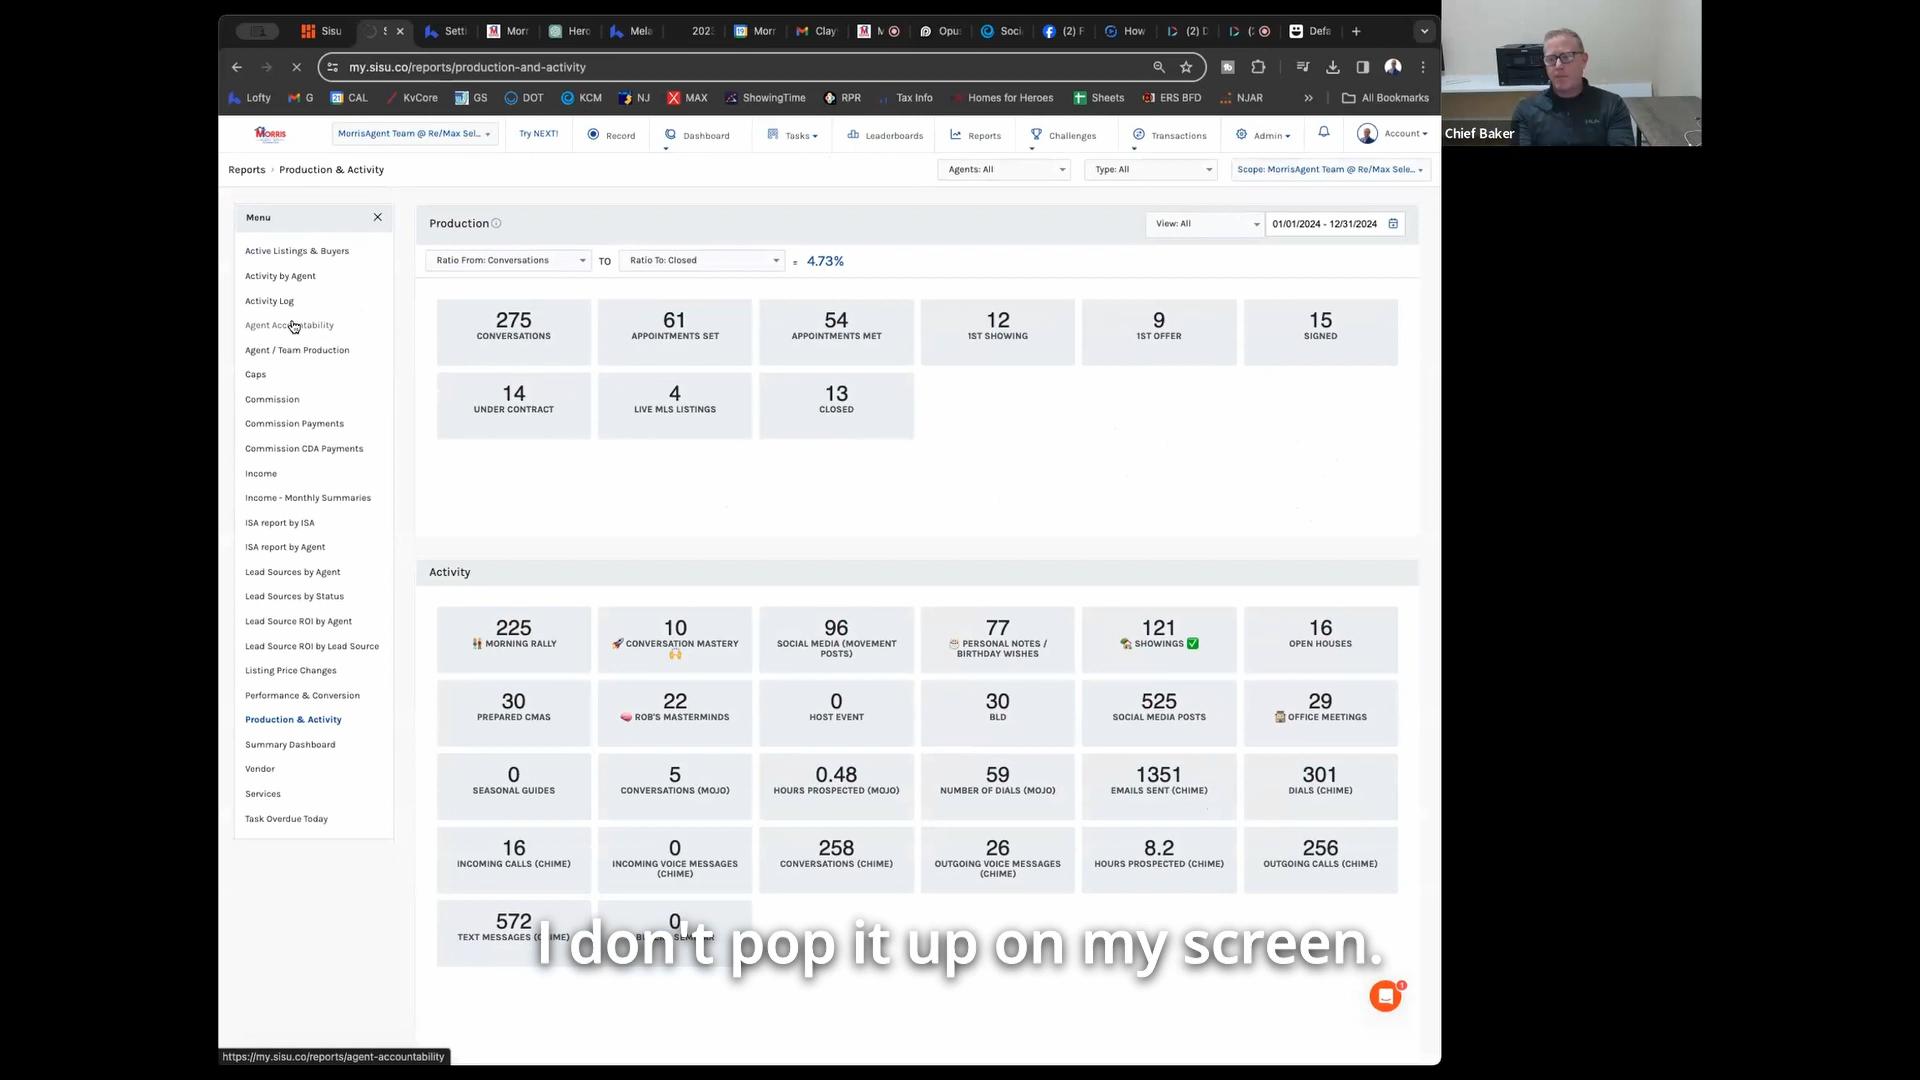 Sisu
S
Setti
Morr
Hero
Mela
2023
Morr
Clay
M
Opu:
Soci
(2) F
How
(2) D
(
Defa
my.sisu.co/reports/production-and-activity
Lofty
G
CAL
KvCore
GS
DOT
KCM
NJ
MAX
ShowingTime
RPR
Tax Info
Homes for Heroes
Sheets
ERS BFD
NJAR
»
All Bookmarks
MORRIS
MorrisAgent Team @ Re/Max Sel...
Try NEXT!
Record
Dashboard
Tasks
Leaderboards
Reports
Challenges
Transactions
Admin
Account
Reports › Production & Activity
Agents: All
Type: All
Scope: MorrisAgent Team @ Re/Max Sele...
Menu
Active Listings & Buyers
Activity by Agent
Activity Log
Agent Accountability
Agent / Team Production
Caps
Commission
Commission Payments
Commission CDA Payments
Income
Income - Monthly Summaries
ISA report by ISA
ISA report by Agent
Lead Sources by Agent
Lead Sources by Status
Lead Source ROI by Agent
Lead Source ROI by Lead Source
Listing Price Changes
Performance & Conversion
Production & Activity
Summary Dashboard
Vendor
Services
Task Overdue Today
Production
View: All
01/01/2024 - 12/31/2024
Ratio From: Conversations
TO
Ratio To: Closed
= 4.73%
275
CONVERSATIONS
61
APPOINTMENTS SET
54
APPOINTMENTS MET
12
1ST SHOWING
9
1ST OFFER
15
SIGNED
14
UNDER CONTRACT
4
LIVE MLS LISTINGS
13
CLOSED
Activity
225
MORNING RALLY
10
CONVERSATION MASTERY
96
SOCIAL MEDIA (MOVEMENT
POSTS)
77
PERSONAL NOTES /
BIRTHDAY WISHES
121
SHOWINGS
16
OPEN HOUSES
30
PREPARED CMAS
22
ROB'S MASTERMINDS
0
HOST EVENT
30
BLD
525
SOCIAL MEDIA POSTS
29
OFFICE MEETINGS
0
SEASONAL GUIDES
5
CONVERSATIONS (MOJO)
0.48
HOURS PROSPECTED (MOJO)
59
NUMBER OF DIALS (MOJO)
1351
EMAILS SENT (CHIME)
301
DIALS (CHIME)
16
INCOMING CALLS (CHIME)
0
INCOMING VOICE MESSAGES
(CHIME)
258
CONVERSATIONS (CHIME)
26
OUTGOING VOICE MESSAGES
(CHIME)
8.2
HOURS PROSPECTED (CHIME)
256
OUTGOING CALLS (CHIME)
572
TEXT MESSAGES (CHIME)
0
I don't pop it up on my screen.
1
https://my.sisu.co/reports/agent-accountability
Chief Baker